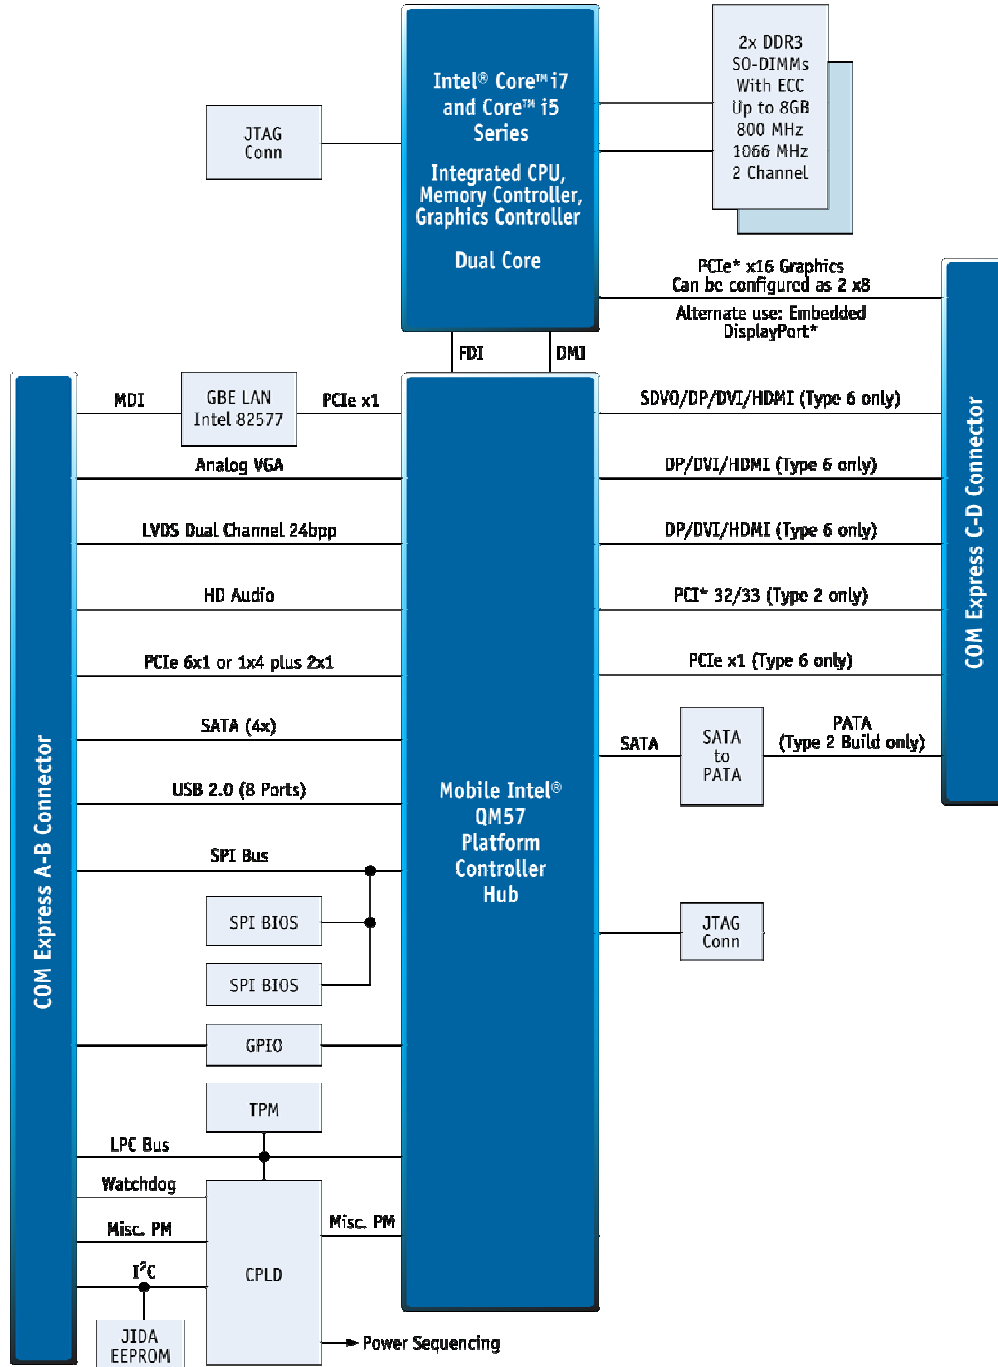 Intel® Core™ i7
and Core™ i5
Series
Integrated CPU,
Memory Controller,
Graphics Controller
Dual Core
2x DDR3
SO-DIMMs
With ECC
Up to 8GB
800 MHz
1066 MHz
2 Channel
JTAG
Conn
PCIe* x16 Graphics
Can be configured as 2 x8
Alternate use: Embedded
DisplayPort*
FDI
DMI
MDI
GBE LAN
Intel 82577
PCIe x1
SDVO/DP/DVI/HDMI (Type 6 only)
Analog VGA
DP/DVI/HDMI (Type 6 only)
LVDS Dual Channel 24bpp
DP/DVI/HDMI (Type 6 only)
HD Audio
PCI* 32/33 (Type 2 only)
PCIe 6x1 or 1x4 plus 2x1
PCIe x1 (Type 6 only)
SATA (4x)
SATA
SATA
to
PATA
PATA
(Type 2 Build only)
USB 2.0 (8 Ports)
Mobile Intel®
QM57
Platform
Controller
Hub
COM Express A-B Connector
COM Express C-D Connector
SPI Bus
SPI BIOS
SPI BIOS
JTAG
Conn
GPIO
TPM
LPC Bus
Watchdog
Misc. PM
Misc. PM
I²C
CPLD
JIDA
EEPROM
Power Sequencing